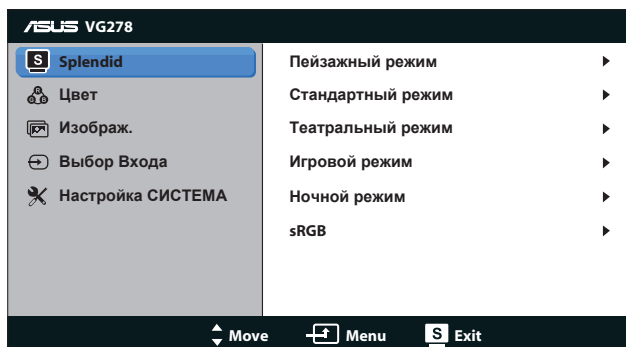 ASUS VG278
S Splendid
Цвет
Изображ.
Выбор Входа
Настройка СИСТЕМА
Пейзажный режим
Стандартный режим
Театральный режим
Игровой режим
Ночной режим
sRGB
Move Menu S Exit